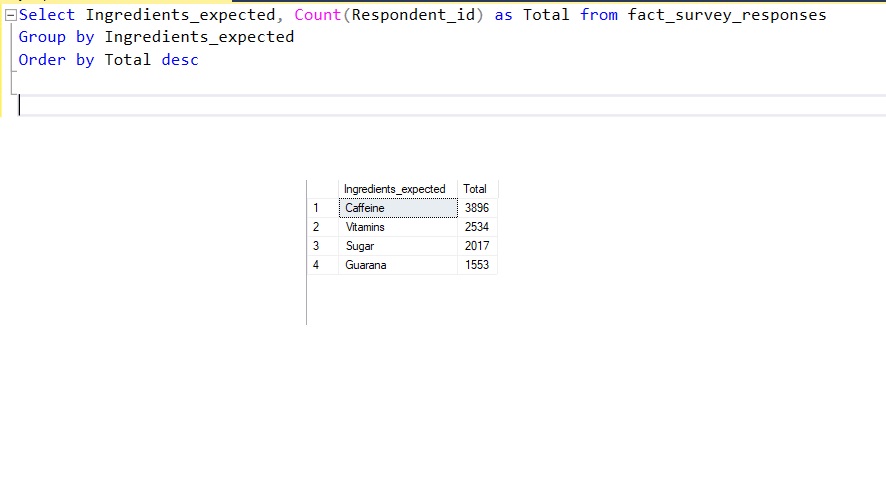 Select Ingredients_expected, Count(Respondent_id) as Total from fact_survey_responses
Group by Ingredients_expected
Order by Total desc
Ingredients_expected Total
1 Caffeine 3896
2 Vitamins 2534
3 Sugar 2017
4 Guarana 1553